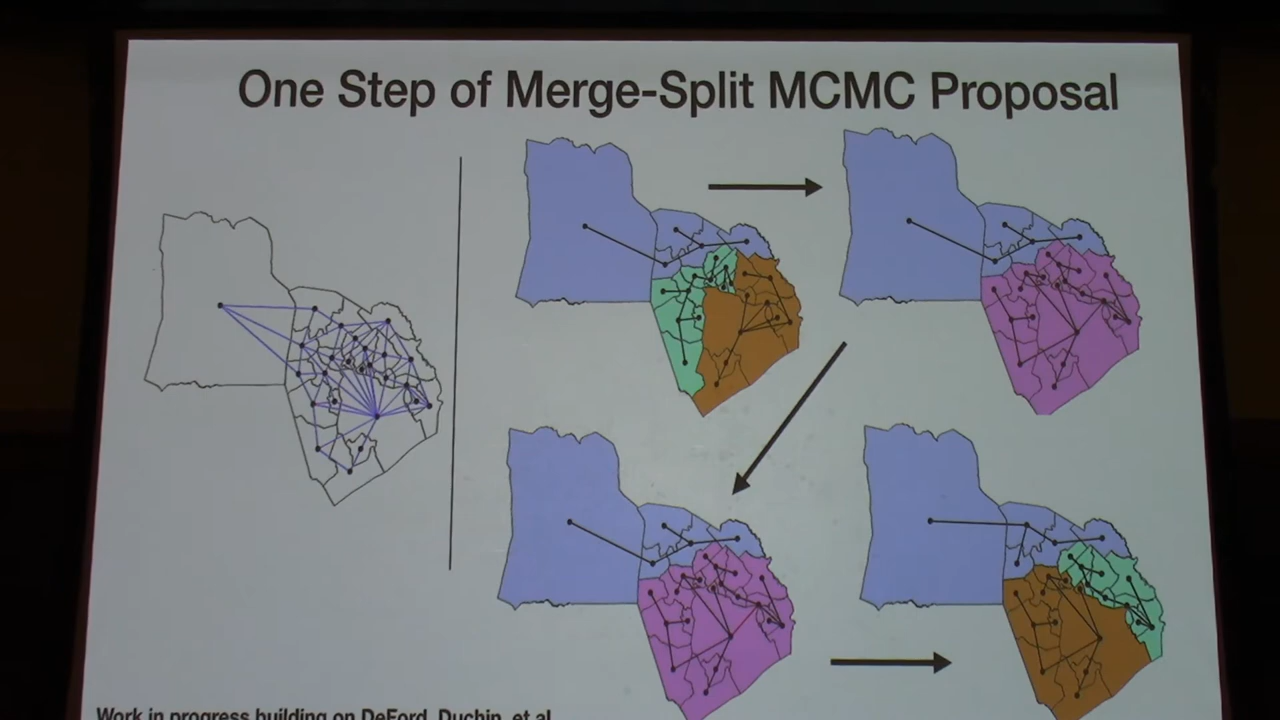 One Step of Merge-Split MCMC Proposal
Work in progress building on DeFord, Duchin, et al